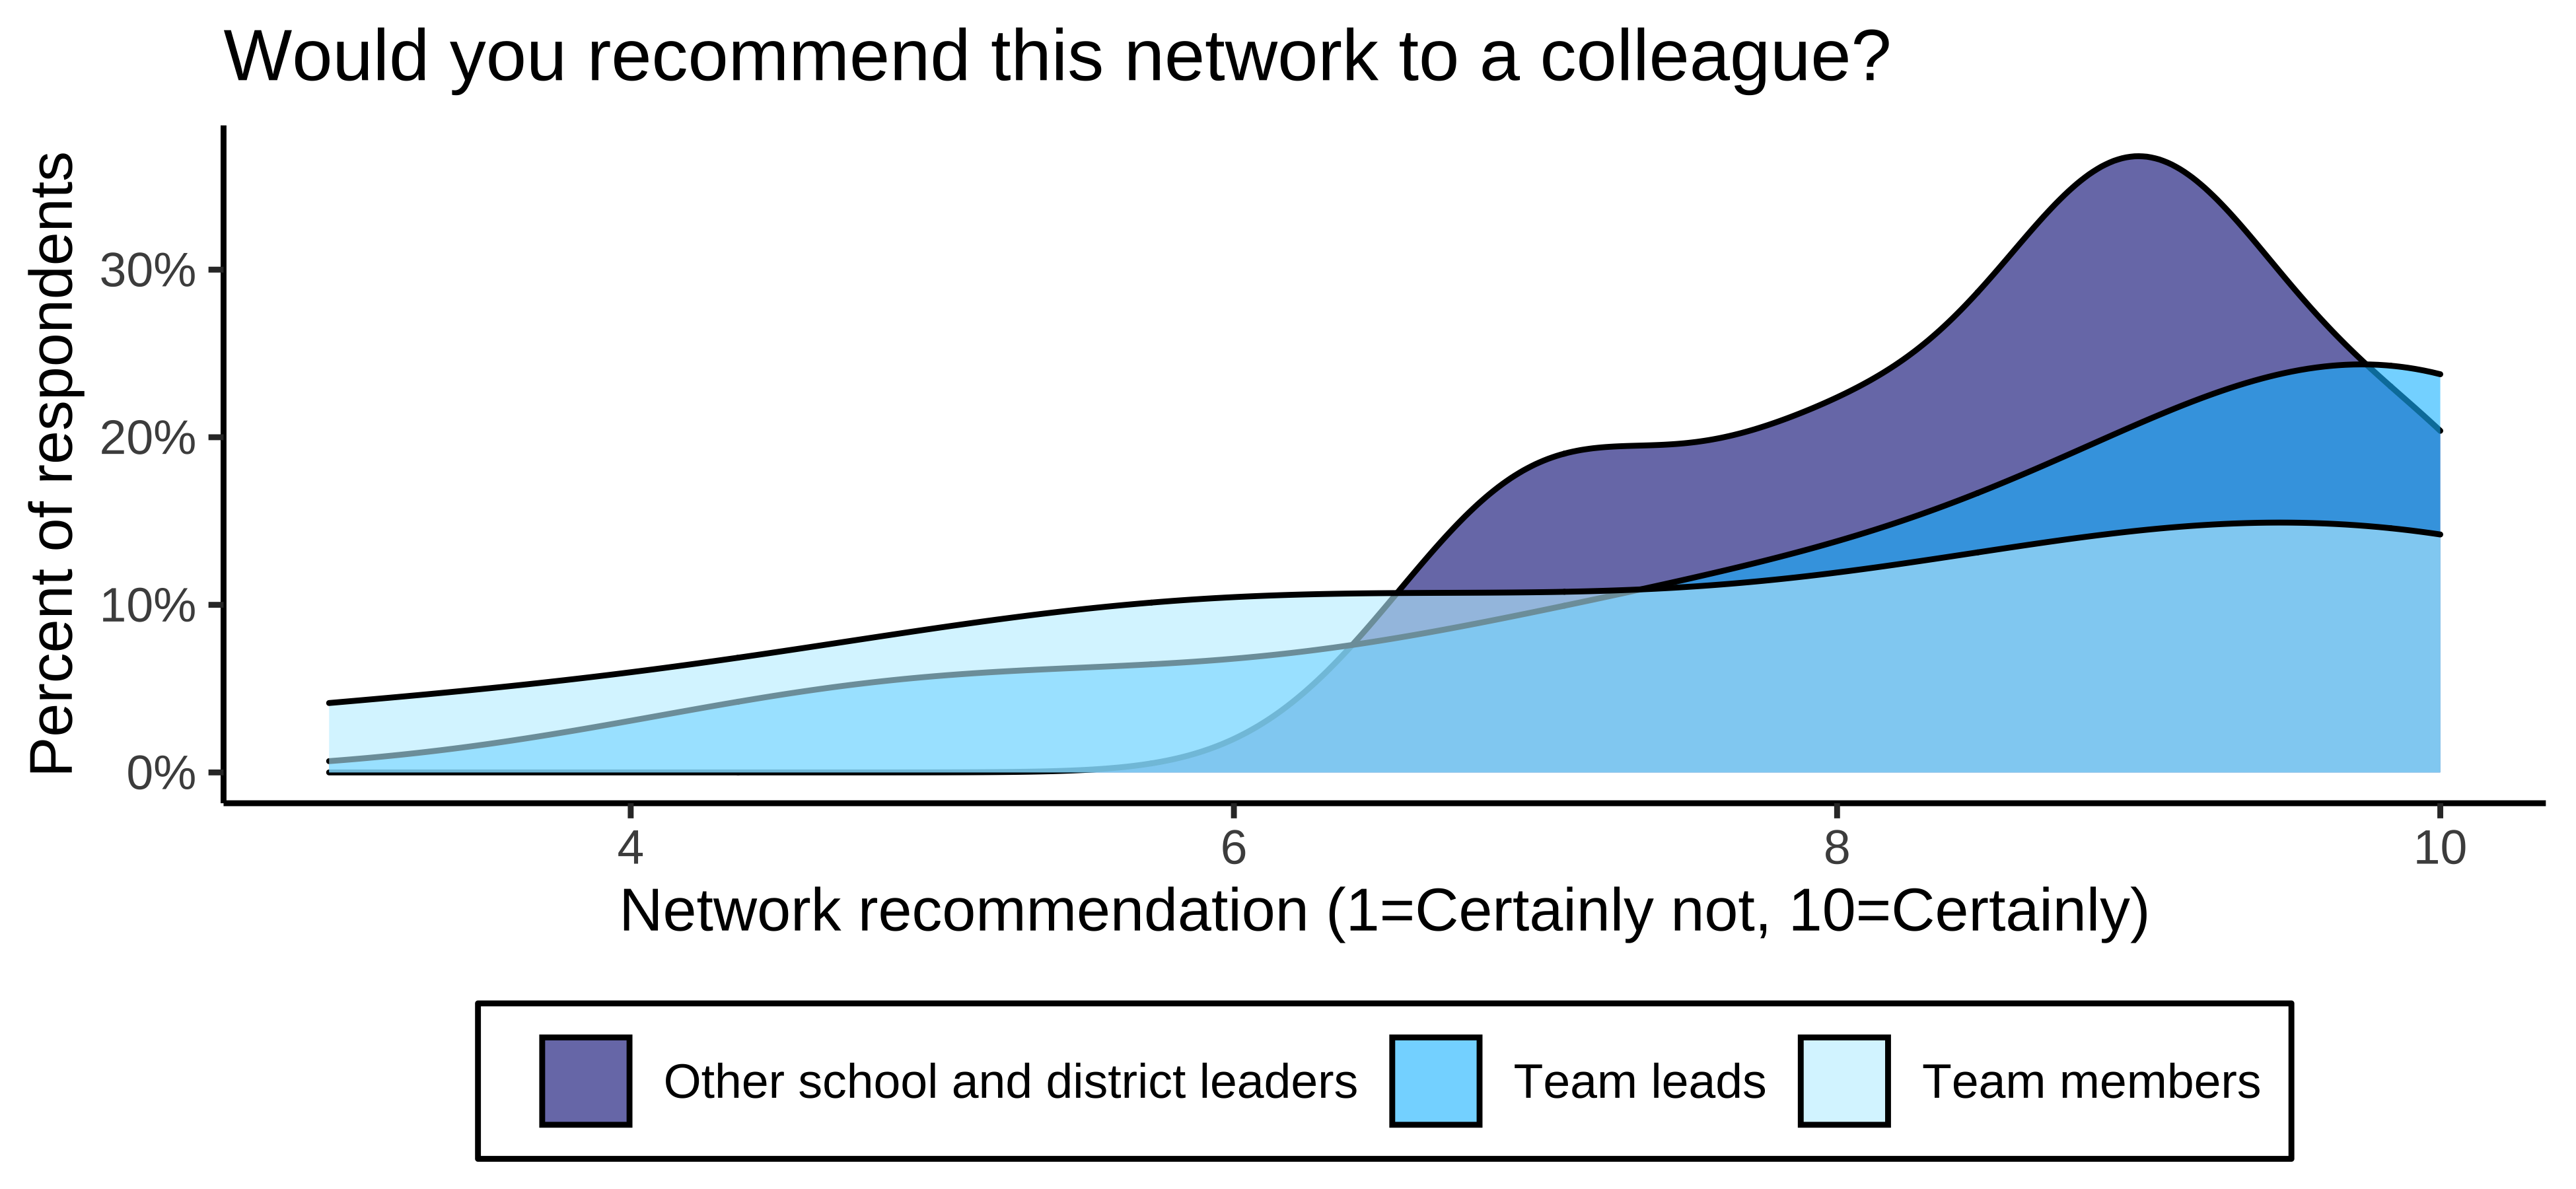 Would you recommend this network to a colleague?
Percent of respondents
30%
20%
10%
0%
4 6 8 10
Network recommendation (1=Certainly not, 10=Certainly)
Other school and district leaders Team leads Team members